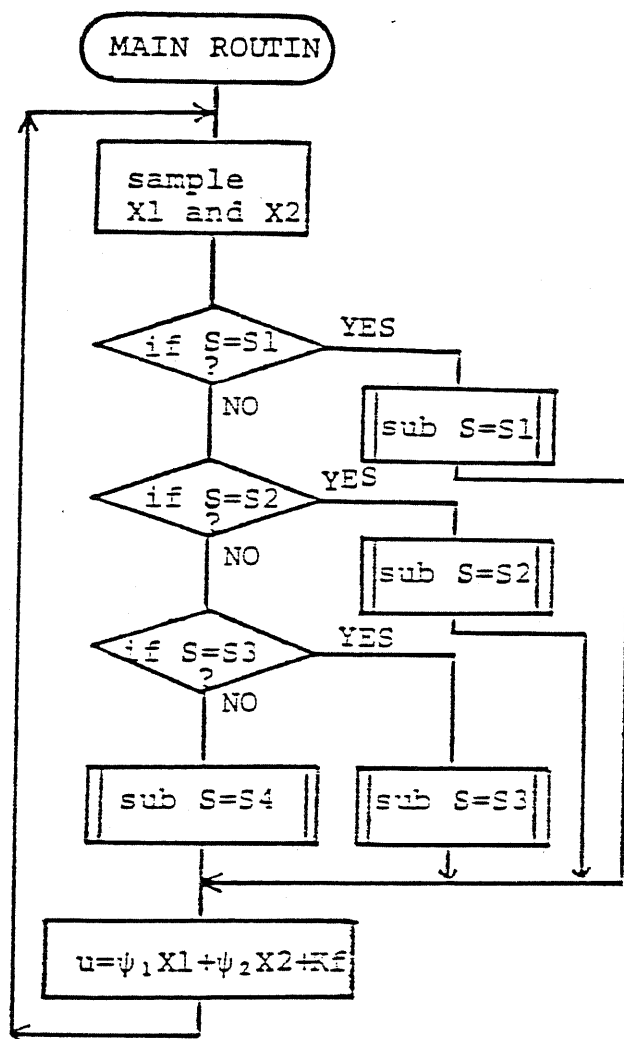 MAIN ROUTIN
sample
X1 and X2
if S=S1
?
YES
NO
sub S=S1
if S=S2
?
YES
NO
sub S=S2
if S=S3
?
YES
NO
sub S=S4
sub S=S3
u=ψ₁X1+ψ₂X2+Kf